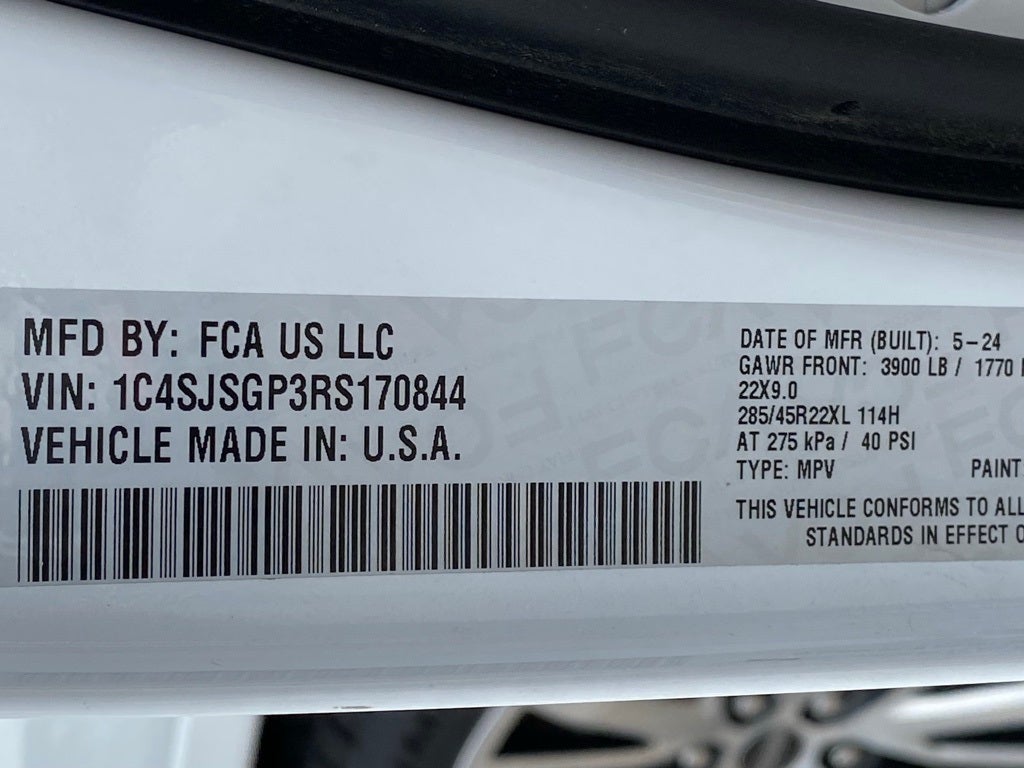 MFD BY: FCA US LLC
VIN: 1C4SJSGP3RS170844
VEHICLE MADE IN: U.S.A.
DATE OF MFR (BUILT): 5-24
GAWR FRONT: 3900 LB / 1770
22X9.0
285/45R22XL 114H
AT 275 kPa / 40 PSI
TYPE: MPV PAINT
THIS VEHICLE CONFORMS TO ALL
STANDARDS IN EFFECT